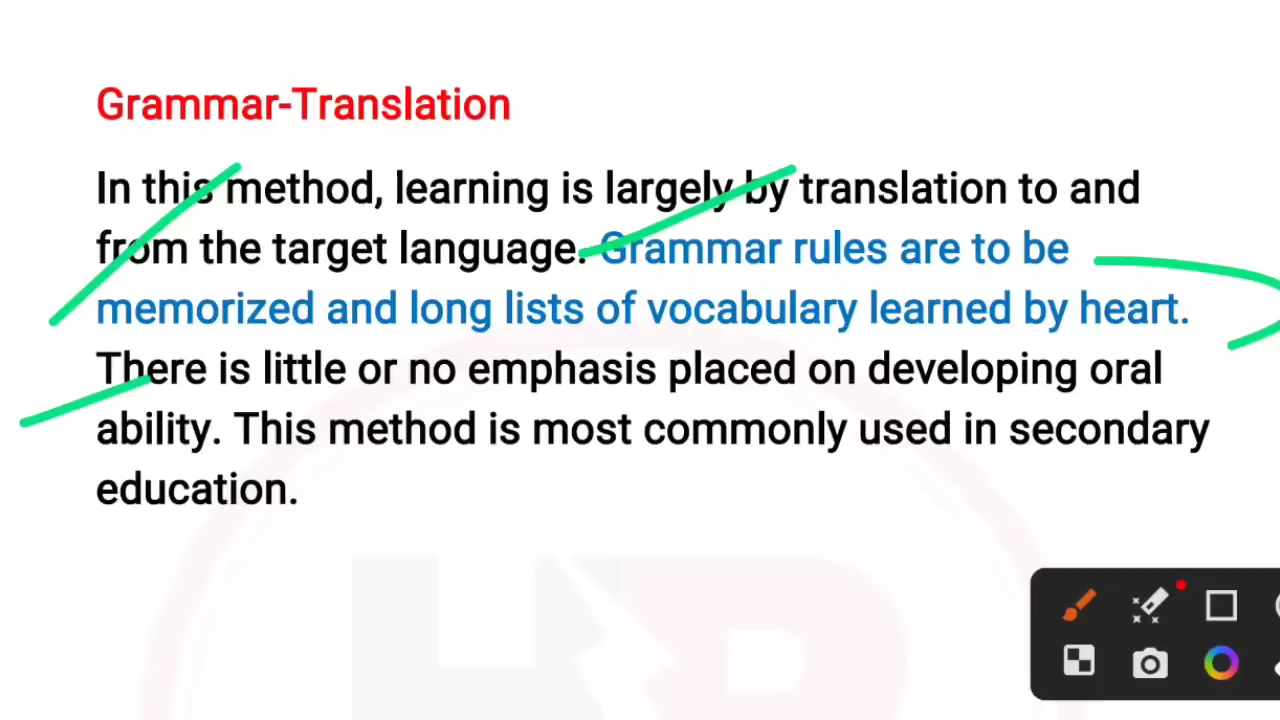 Grammar-Translation
In this method, learning is largely by translation to and
from the target language. Grammar rules are to be
memorized and long lists of vocabulary learned by heart.
There is little or no emphasis placed on developing oral
ability. This method is most commonly used in secondary
education.